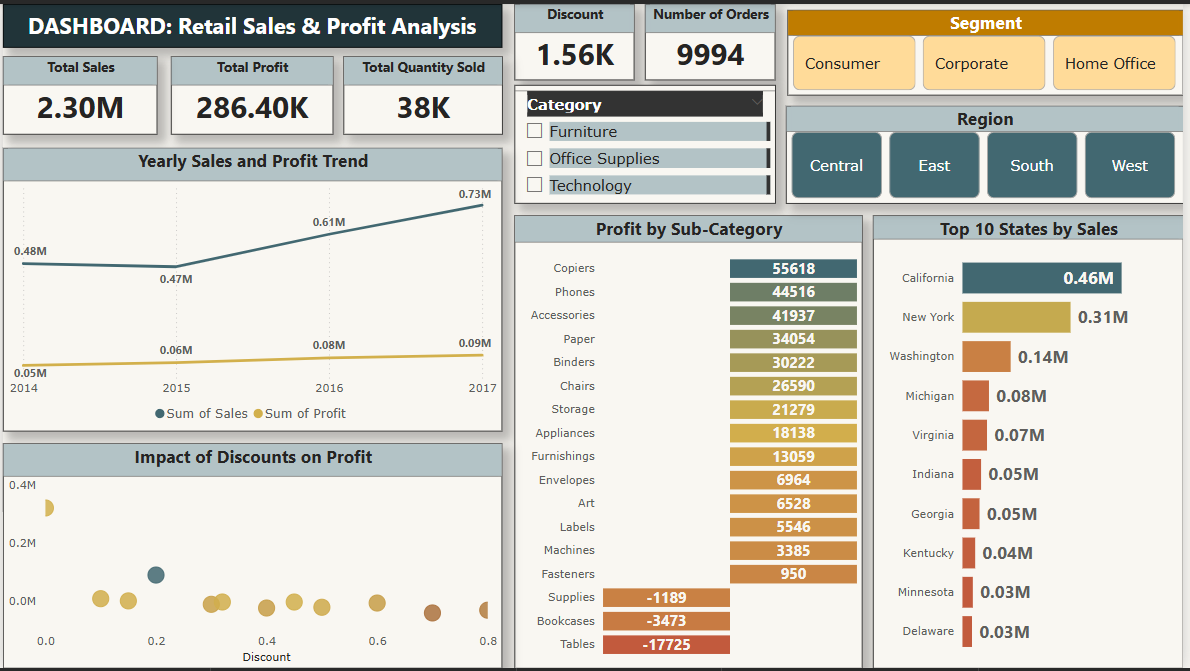 DASHBOARD: Retail Sales & Profit Analysis
Total Sales
2.30M
Total Profit
286.40K
Total Quantity Sold
38K
Discount
1.56K
Number of Orders
9994
Category
Furniture
Office Supplies
Technology
Segment
Consumer
Corporate
Home Office
Region
Central
East
South
West
Yearly Sales and Profit Trend
0.73M
0.61M
0.48M
0.47M
0.09M
0.08M
0.06M
0.05M
2014 2015 2016 2017
Sum of Sales Sum of Profit
Impact of Discounts on Profit
0.4M
0.2M
0.0M
0.0 0.2 0.4 0.6 0.8
Discount
Profit by Sub-Category
Copiers 55618
Phones 44516
Accessories 41937
Paper 34054
Binders 30222
Chairs 26590
Storage 21279
Appliances 18138
Furnishings 13059
Envelopes 6964
Art 6528
Labels 5546
Machines 3385
Fasteners 950
Supplies -1189
Bookcases -3473
Tables -17725
Top 10 States by Sales
California 0.46M
New York 0.31M
Washington 0.14M
Michigan 0.08M
Virginia 0.07M
Indiana 0.05M
Georgia 0.05M
Kentucky 0.04M
Minnesota 0.03M
Delaware 0.03M